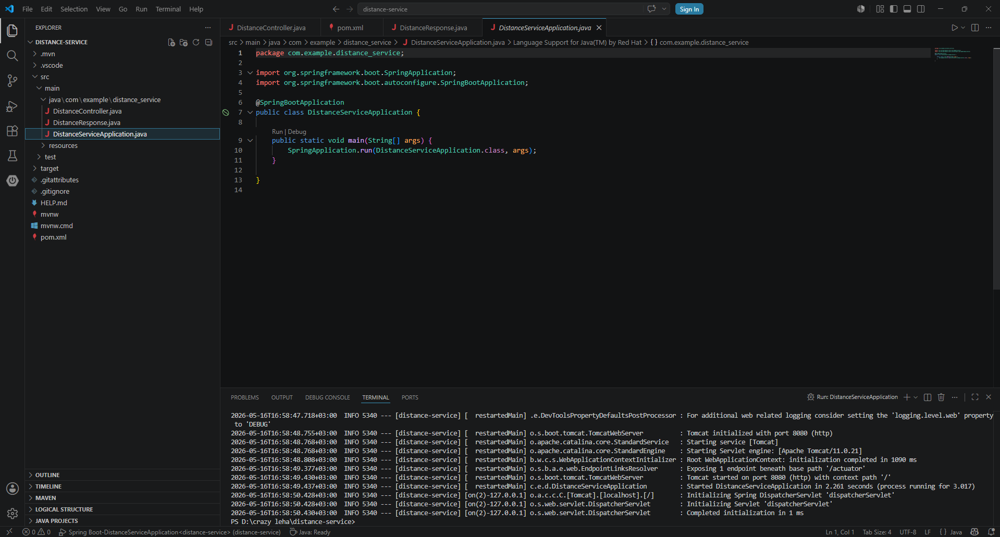 File Edit Selection View Go Run Terminal Help
distance-service
Sign In
EXPLORER
DISTANCE-SERVICE
.mvn
.vscode
src
main
java\com\example\distance_service
DistanceController.java
DistanceResponse.java
DistanceServiceApplication.java
resources
test
target
.gitattributes
.gitignore
HELP.md
mvnw
mvnw.cmd
pom.xml
OUTLINE
TIMELINE
MAVEN
LOGICAL STRUCTURE
JAVA PROJECTS
DistanceController.java pom.xml DistanceResponse.java DistanceServiceApplication.java
src > main > java > com > example > distance_service > DistanceServiceApplication.java > Language Support for Java(TM) by Red Hat > {} com.example.distance_service
1 package com.example.distance_service;
2
3 import org.springframework.boot.SpringApplication;
4 import org.springframework.boot.autoconfigure.SpringBootApplication;
5
6 @SpringBootApplication
7 public class DistanceServiceApplication {
8
Run | Debug
9 public static void main(String[] args) {
10 SpringApplication.run(DistanceServiceApplication.class, args);
11 }
12
13 }
14
PROBLEMS OUTPUT DEBUG CONSOLE TERMINAL PORTS
Run: DistanceServiceApplication
2026-05-16T16:58:47.718+03:00  INFO 5340 --- [distance-service] [  restartedMain] .e.DevToolsPropertyDefaultsPostProcessor : For additional web related logging consider setting the 'logging.level.web' property
to 'DEBUG'
2026-05-16T16:58:48.755+03:00  INFO 5340 --- [distance-service] [  restartedMain] o.s.boot.tomcat.TomcatWebServer          : Tomcat initialized with port 8080 (http)
2026-05-16T16:58:48.768+03:00  INFO 5340 --- [distance-service] [  restartedMain] o.apache.catalina.core.StandardService   : Starting service [Tomcat]
2026-05-16T16:58:48.768+03:00  INFO 5340 --- [distance-service] [  restartedMain] o.apache.catalina.core.StandardEngine    : Starting Servlet engine: [Apache Tomcat/11.0.21]
2026-05-16T16:58:48.808+03:00  INFO 5340 --- [distance-service] [  restartedMain] b.w.c.s.WebApplicationContextInitializer : Root WebApplicationContext: initialization completed in 1090 ms
2026-05-16T16:58:49.377+03:00  INFO 5340 --- [distance-service] [  restartedMain] o.s.b.a.e.web.EndpointLinksResolver      : Exposing 1 endpoint beneath base path '/actuator'
2026-05-16T16:58:49.430+03:00  INFO 5340 --- [distance-service] [  restartedMain] o.s.boot.tomcat.TomcatWebServer          : Tomcat started on port 8080 (http) with context path '/'
2026-05-16T16:58:49.437+03:00  INFO 5340 --- [distance-service] [  restartedMain] c.e.d.DistanceServiceApplication         : Started DistanceServiceApplication in 2.261 seconds (process running for 3.017)
2026-05-16T16:58:50.428+03:00  INFO 5340 --- [distance-service] [on(2)-127.0.0.1] o.a.c.c.C.[Tomcat].[localhost].[/]       : Initializing Spring DispatcherServlet 'dispatcherServlet'
2026-05-16T16:58:50.428+03:00  INFO 5340 --- [distance-service] [on(2)-127.0.0.1] o.s.web.servlet.DispatcherServlet        : Initializing Servlet 'dispatcherServlet'
2026-05-16T16:58:50.430+03:00  INFO 5340 --- [distance-service] [on(2)-127.0.0.1] o.s.web.servlet.DispatcherServlet        : Completed initialization in 1 ms
PS D:\crazy leha\distance-service>
0 0 Spring Boot-DistanceServiceApplication<distance-service> (distance-service) Java: Ready Ln 1, Col 1 Tab Size: 4 UTF-8 LF {} Java